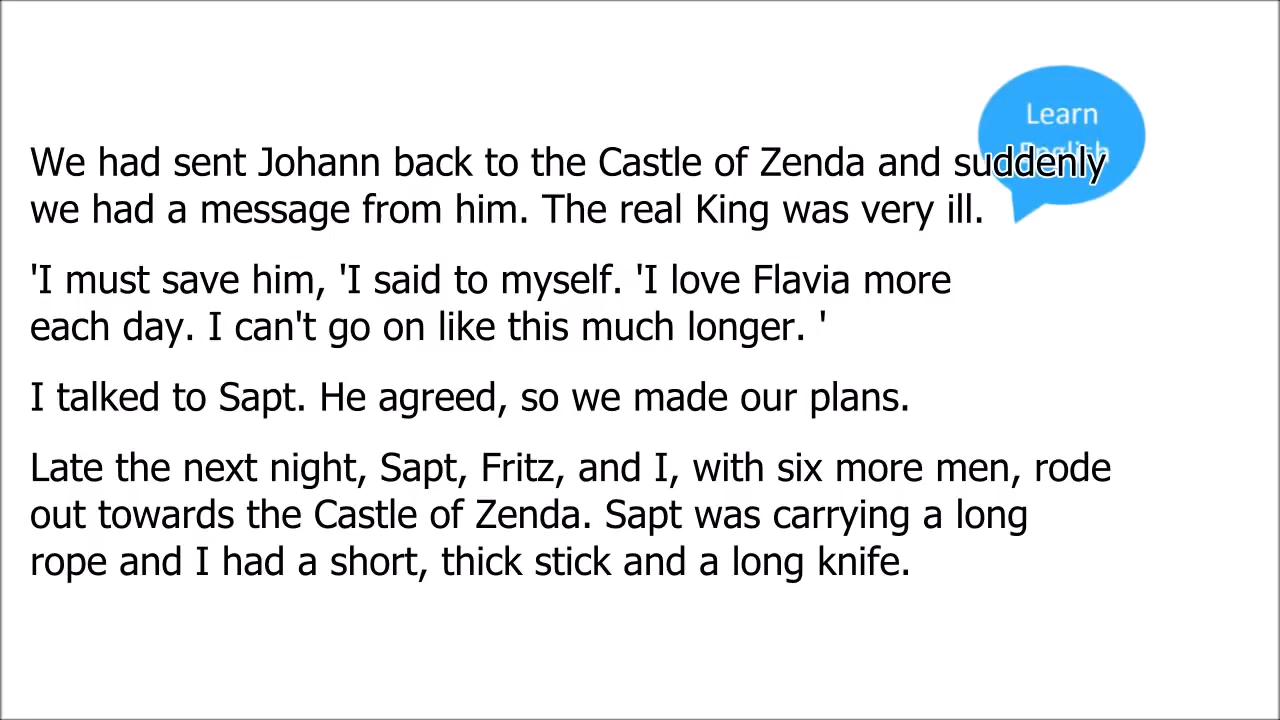 Learn
English
We had sent Johann back to the Castle of Zenda and suddenly
we had a message from him. The real King was very ill.
'I must save him, 'I said to myself. 'I love Flavia more
each day. I can't go on like this much longer. '
I talked to Sapt. He agreed, so we made our plans.
Late the next night, Sapt, Fritz, and I, with six more men, rode
out towards the Castle of Zenda. Sapt was carrying a long
rope and I had a short, thick stick and a long knife.